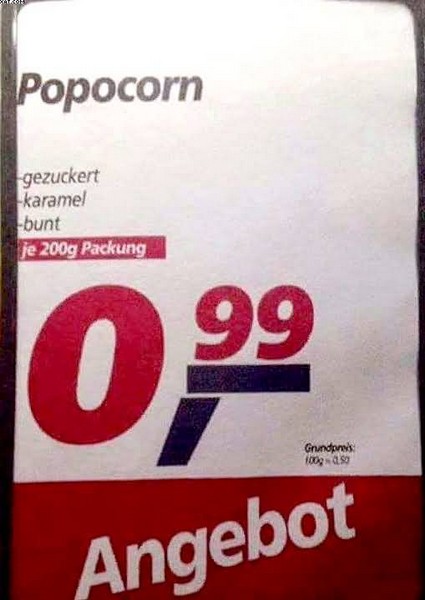 Popocorn
-gezuckert
-karamel
-bunt
je 200g Packung
0,99
Grundpreis:
100g = 0,50
Angebot